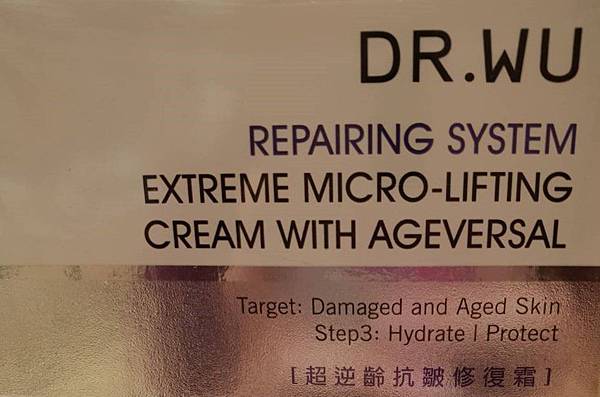 DR.WU
REPAIRING SYSTEM
EXTREME MICRO-LIFTING
CREAM WITH AGEVERSAL
Target: Damaged and Aged Skin
Step3: Hydrate | Protect
[超逆齡抗皺修復霜]